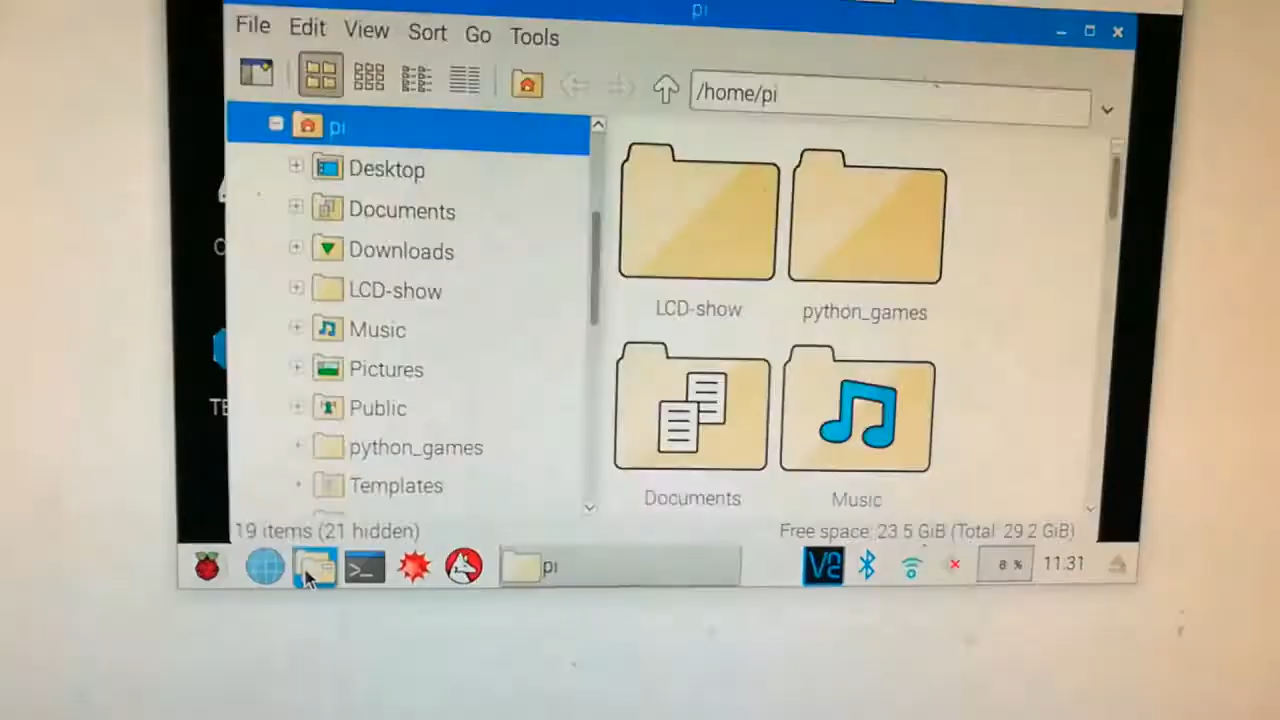 pi
File Edit View Sort Go Tools
/home/pi
pi
Desktop
Documents
Downloads
LCD-show
Music
Pictures
Public
python_games
Templates
LCD-show
python_games
Documents
Music
19 items (21 hidden)
Free space: 23.5 GiB (Total: 29.2 GiB)
>_
pi
8 %
11:31